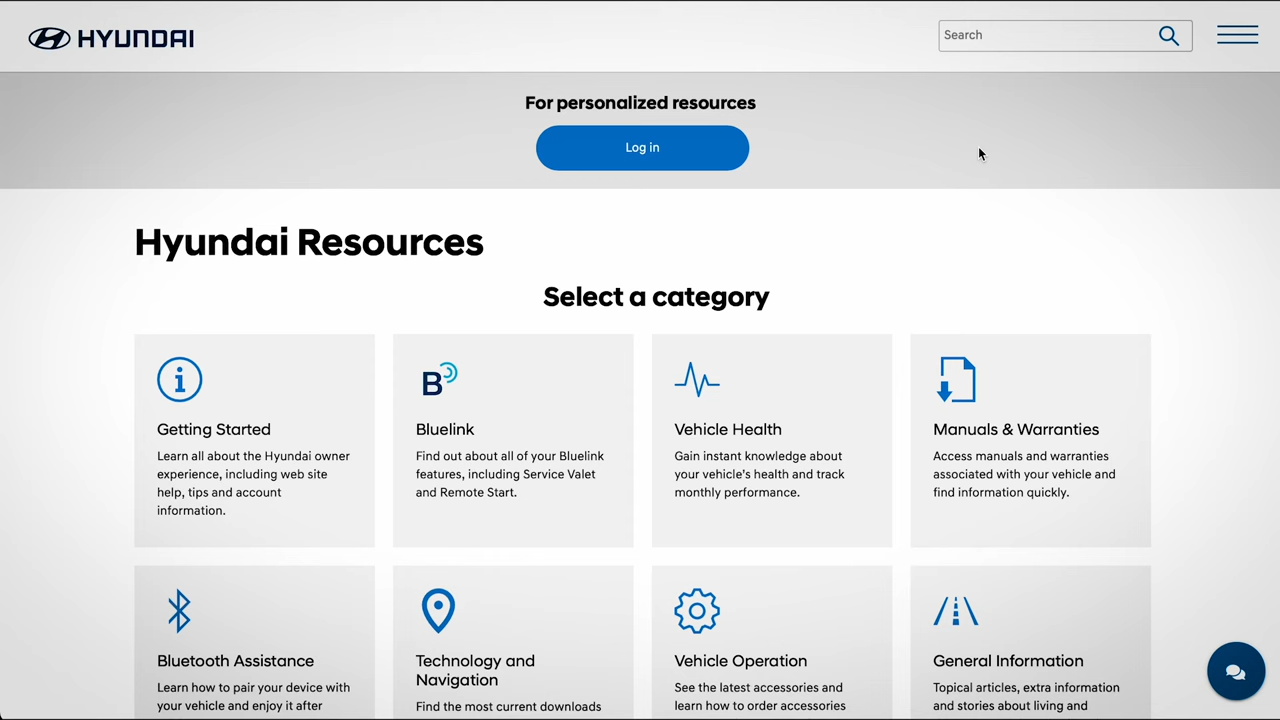 HYUNDAI
Search
For personalized resources
Log in
Hyundai Resources
Select a category
Getting Started
Learn all about the Hyundai owner
experience, including web site
help, tips and account
information.
B
Bluelink
Find out about all of your Bluelink
features, including Service Valet
and Remote Start.
Vehicle Health
Gain instant knowledge about
your vehicle's health and track
monthly performance.
Manuals & Warranties
Access manuals and warranties
associated with your vehicle and
find information quickly.
Bluetooth Assistance
Learn how to pair your device with
your vehicle and enjoy it after
Technology and
Navigation
Find the most current downloads
Vehicle Operation
See the latest accessories and
learn how to order accessories
General Information
Topical articles, extra information
and stories about living and